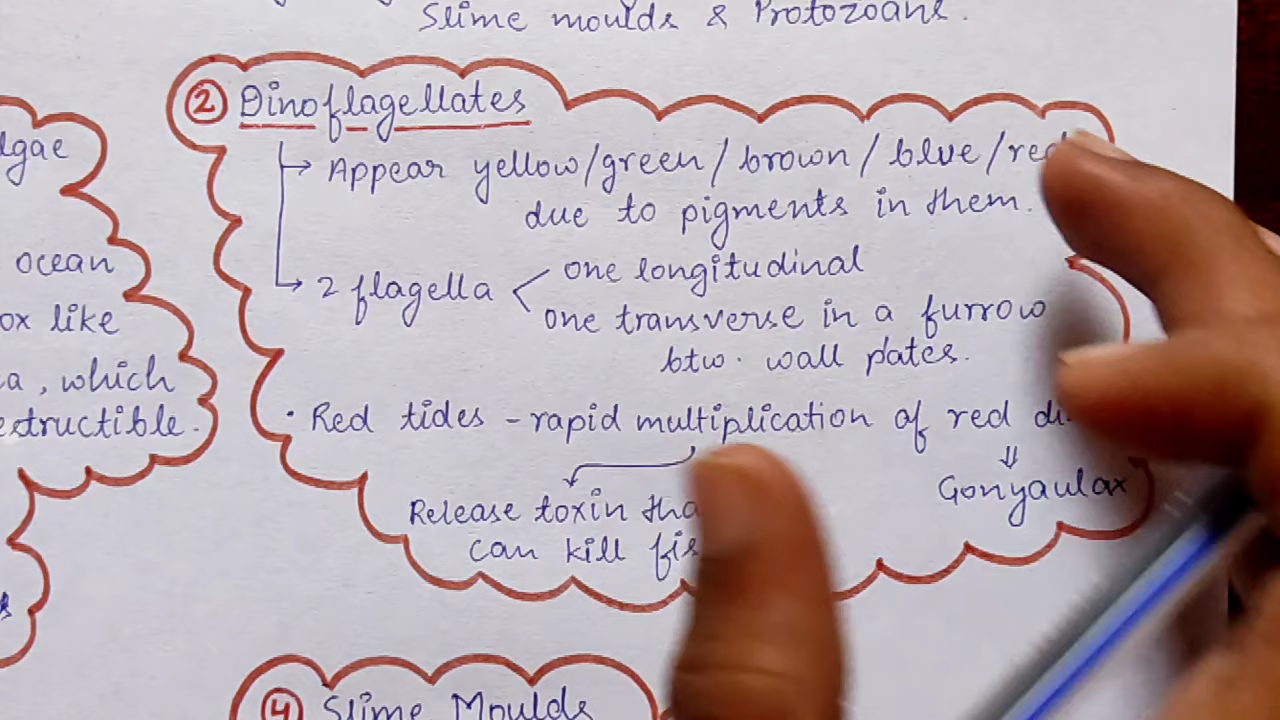 Slime moulds & Protozoans.
② Dinoflagellates
→ Appear yellow/green/brown/blue/red
due to pigments in them.
→ 2 flagella < one longitudinal
one transverse in a furrow
btw. wall plates.
• Red tides - rapid multiplication of red
⇓
Gonyaulax
Release toxin
can kill
lgae
ocean
ox like
a, which
estructible.
④ Slime Moulds